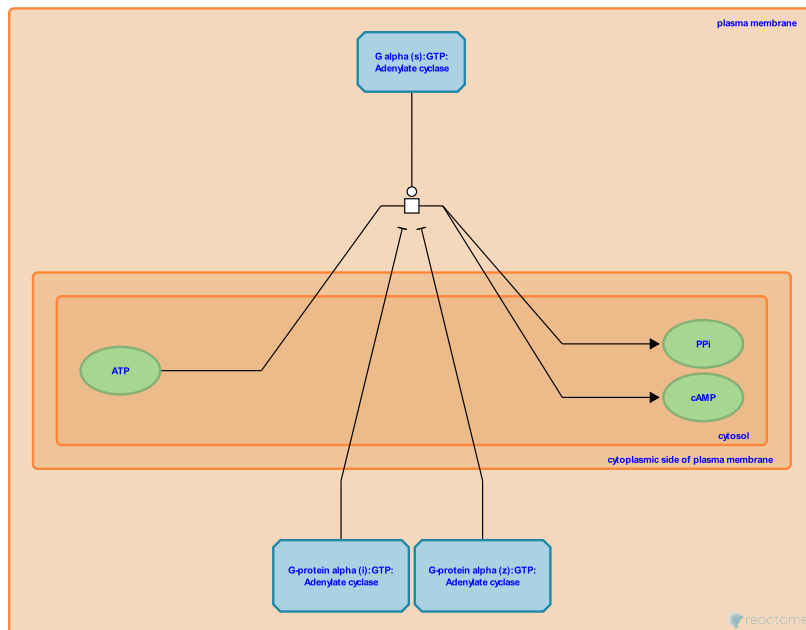 plasma membrane
G alpha (s):GTP:
Adenylate cyclase
ATP
PPi
cAMP
cytosol
cytoplasmic side of plasma membrane
G-protein alpha (i):GTP:
Adenylate cyclase
G-protein alpha (z):GTP:
Adenylate cyclase
reactome